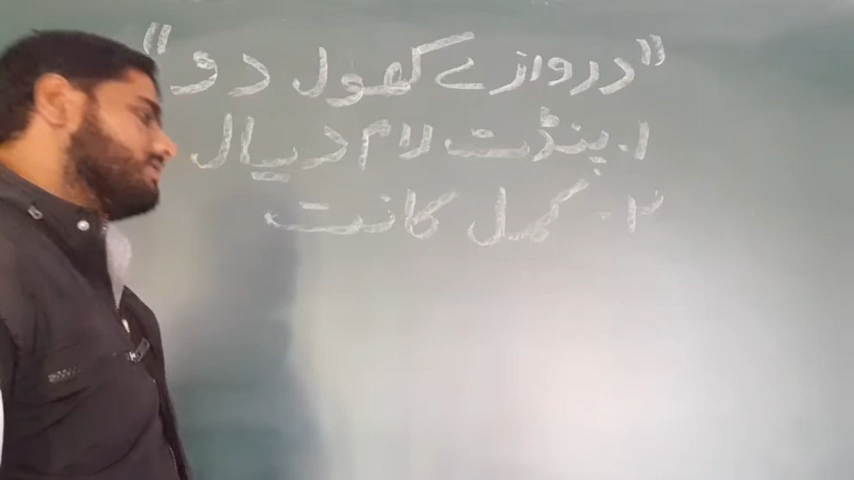 "دروازے کھول دو"
۱۔ پنڈت لام دیال
۲۔ کمل کانت